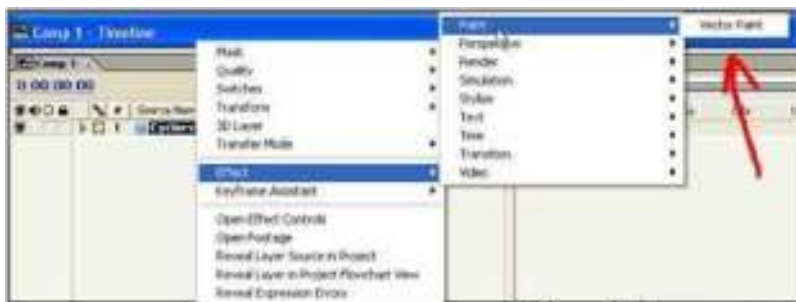 Comp 1 - Timeline
Comp 1
0:00:00:00
#
Mask
Quality
Switches
Transform
3D Layer
Transfer Mode
Effect
Keyframe Assistant
Open Effect Controls
Open Footage
Reveal Layer Source in Project
Reveal Layer in Project Flowchart View
Reveal Expression Errors
Paint
Perspective
Render
Simulation
Stylize
Text
Time
Transition
Video
Vector Paint